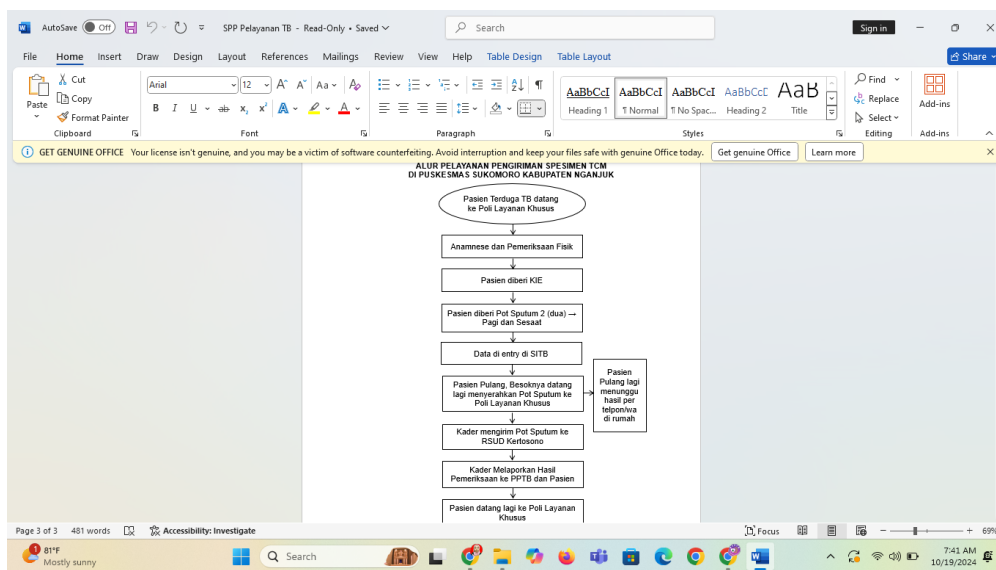 AutoSave Off SPP Pelayanan TB - Read-Only • Saved Search Sign in
File Home Insert Draw Design Layout References Mailings Review View Help Table Design Table Layout Share
Paste
Cut
Copy
Format Painter
Clipboard
Arial 12
Font
Paragraph
AaBbCcI AaBbCcI AaBbCcI AaBbCcC AaB
Heading 1 ¶ Normal ¶ No Spac... Heading 2 Title
Styles
Find
Replace
Select
Editing
Add-ins
Add-ins
GET GENUINE OFFICE Your license isn't genuine, and you may be a victim of software counterfeiting. Avoid interruption and keep your files safe with genuine Office today. Get genuine Office Learn more
ALUR PELAYANAN PENGIRIMAN SPESIMEN TCM
DI PUSKESMAS SUKOMORO KABUPATEN NGANJUK
Pasien Terduga TB datang
ke Poli Layanan Khusus
Anamnese dan Pemeriksaan Fisik
Pasien diberi KIE
Pasien diberi Pot Sputum 2 (dua) →
Pagi dan Sesaat
Data di entry di SITB
Pasien Pulang, Besoknya datang
lagi menyerahkan Pot Sputum ke
Poli Layanan Khusus
Pasien
Pulang lagi
menunggu
hasil per
telpon/wa
di rumah
Kader mengirim Pot Sputum ke
RSUD Kertosono
Kader Melaporkan Hasil
Pemeriksaan ke PPTB dan Pasien
Pasien datang lagi ke Poli Layanan
Khusus
Page 3 of 3 481 words Accessibility: Investigate Focus 69%
81°F
Mostly sunny
Search
7:41 AM
10/19/2024